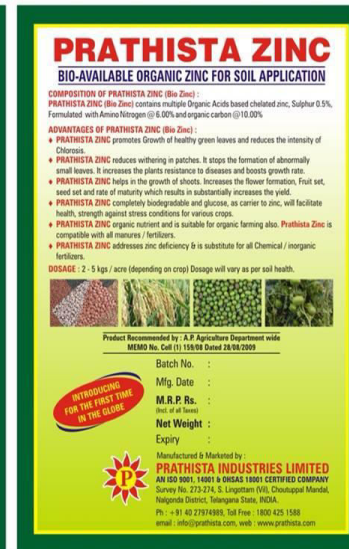 PRATHISTA ZINC
BIO-AVAILABLE ORGANIC ZINC FOR SOIL APPLICATION
COMPOSITION OF PRATHISTA ZINC (Bio Zinc) :
PRATHISTA ZINC (Bio Zinc) contains multiple Organic Acids based chelated zinc, Sulphur 0.5%,
Formulated with Amino Nitrogen @ 6.00% and organic carbon @10.00%
ADVANTAGES OF PRATHISTA ZINC (Bio Zinc) :
♦ PRATHISTA ZINC promotes Growth of healthy green leaves and reduces the intensity of
Chlorosis.
♦ PRATHISTA ZINC reduces withering in patches. It stops the formation of abnormally
small leaves. It increases the plants resistance to diseases and boosts growth rate.
♦ PRATHISTA ZINC helps in the growth of shoots. Increases the flower formation, Fruit set,
seed set and rate of maturity which results in substantially increases the yield.
♦ PRATHISTA ZINC completely biodegradable and glucose, as carrier to zinc, will facilitate
health, strength against stress conditions for various crops.
♦ PRATHISTA ZINC organic nutrient and is suitable for organic farming also. Prathista Zinc is
compatible with all manures / fertilizers.
♦ PRATHISTA ZINC addresses zinc deficiency & is substitute for all Chemical / inorganic
fertilizers.
DOSAGE : 2 - 5 kgs / acre (depending on crop) Dosage will vary as per soil health.
Product Recommended by : A.P. Agriculture Department wide
MEMO No. Cell (1) 159/08 Dated 28/08/2009
INTRODUCING
FOR THE FIRST TIME
IN THE GLOBE
Batch No. :
Mfg. Date :
M.R.P. Rs. :
(Incl. of all Taxes)
Net Weight :
Expiry :
Manufactured & Marketed by :
P
PRATHISTA INDUSTRIES LIMITED
AN ISO 9001, 14001 & OHSAS 18001 CERTIFIED COMPANY
Survey No. 273-274, S. Lingottam (Vil), Choutuppal Mandal,
Nalgonda District, Telangana State, INDIA.
Ph : +91 40 27974989, Toll Free : 1800 425 1588
email : info@prathista.com, web : www.prathista.com